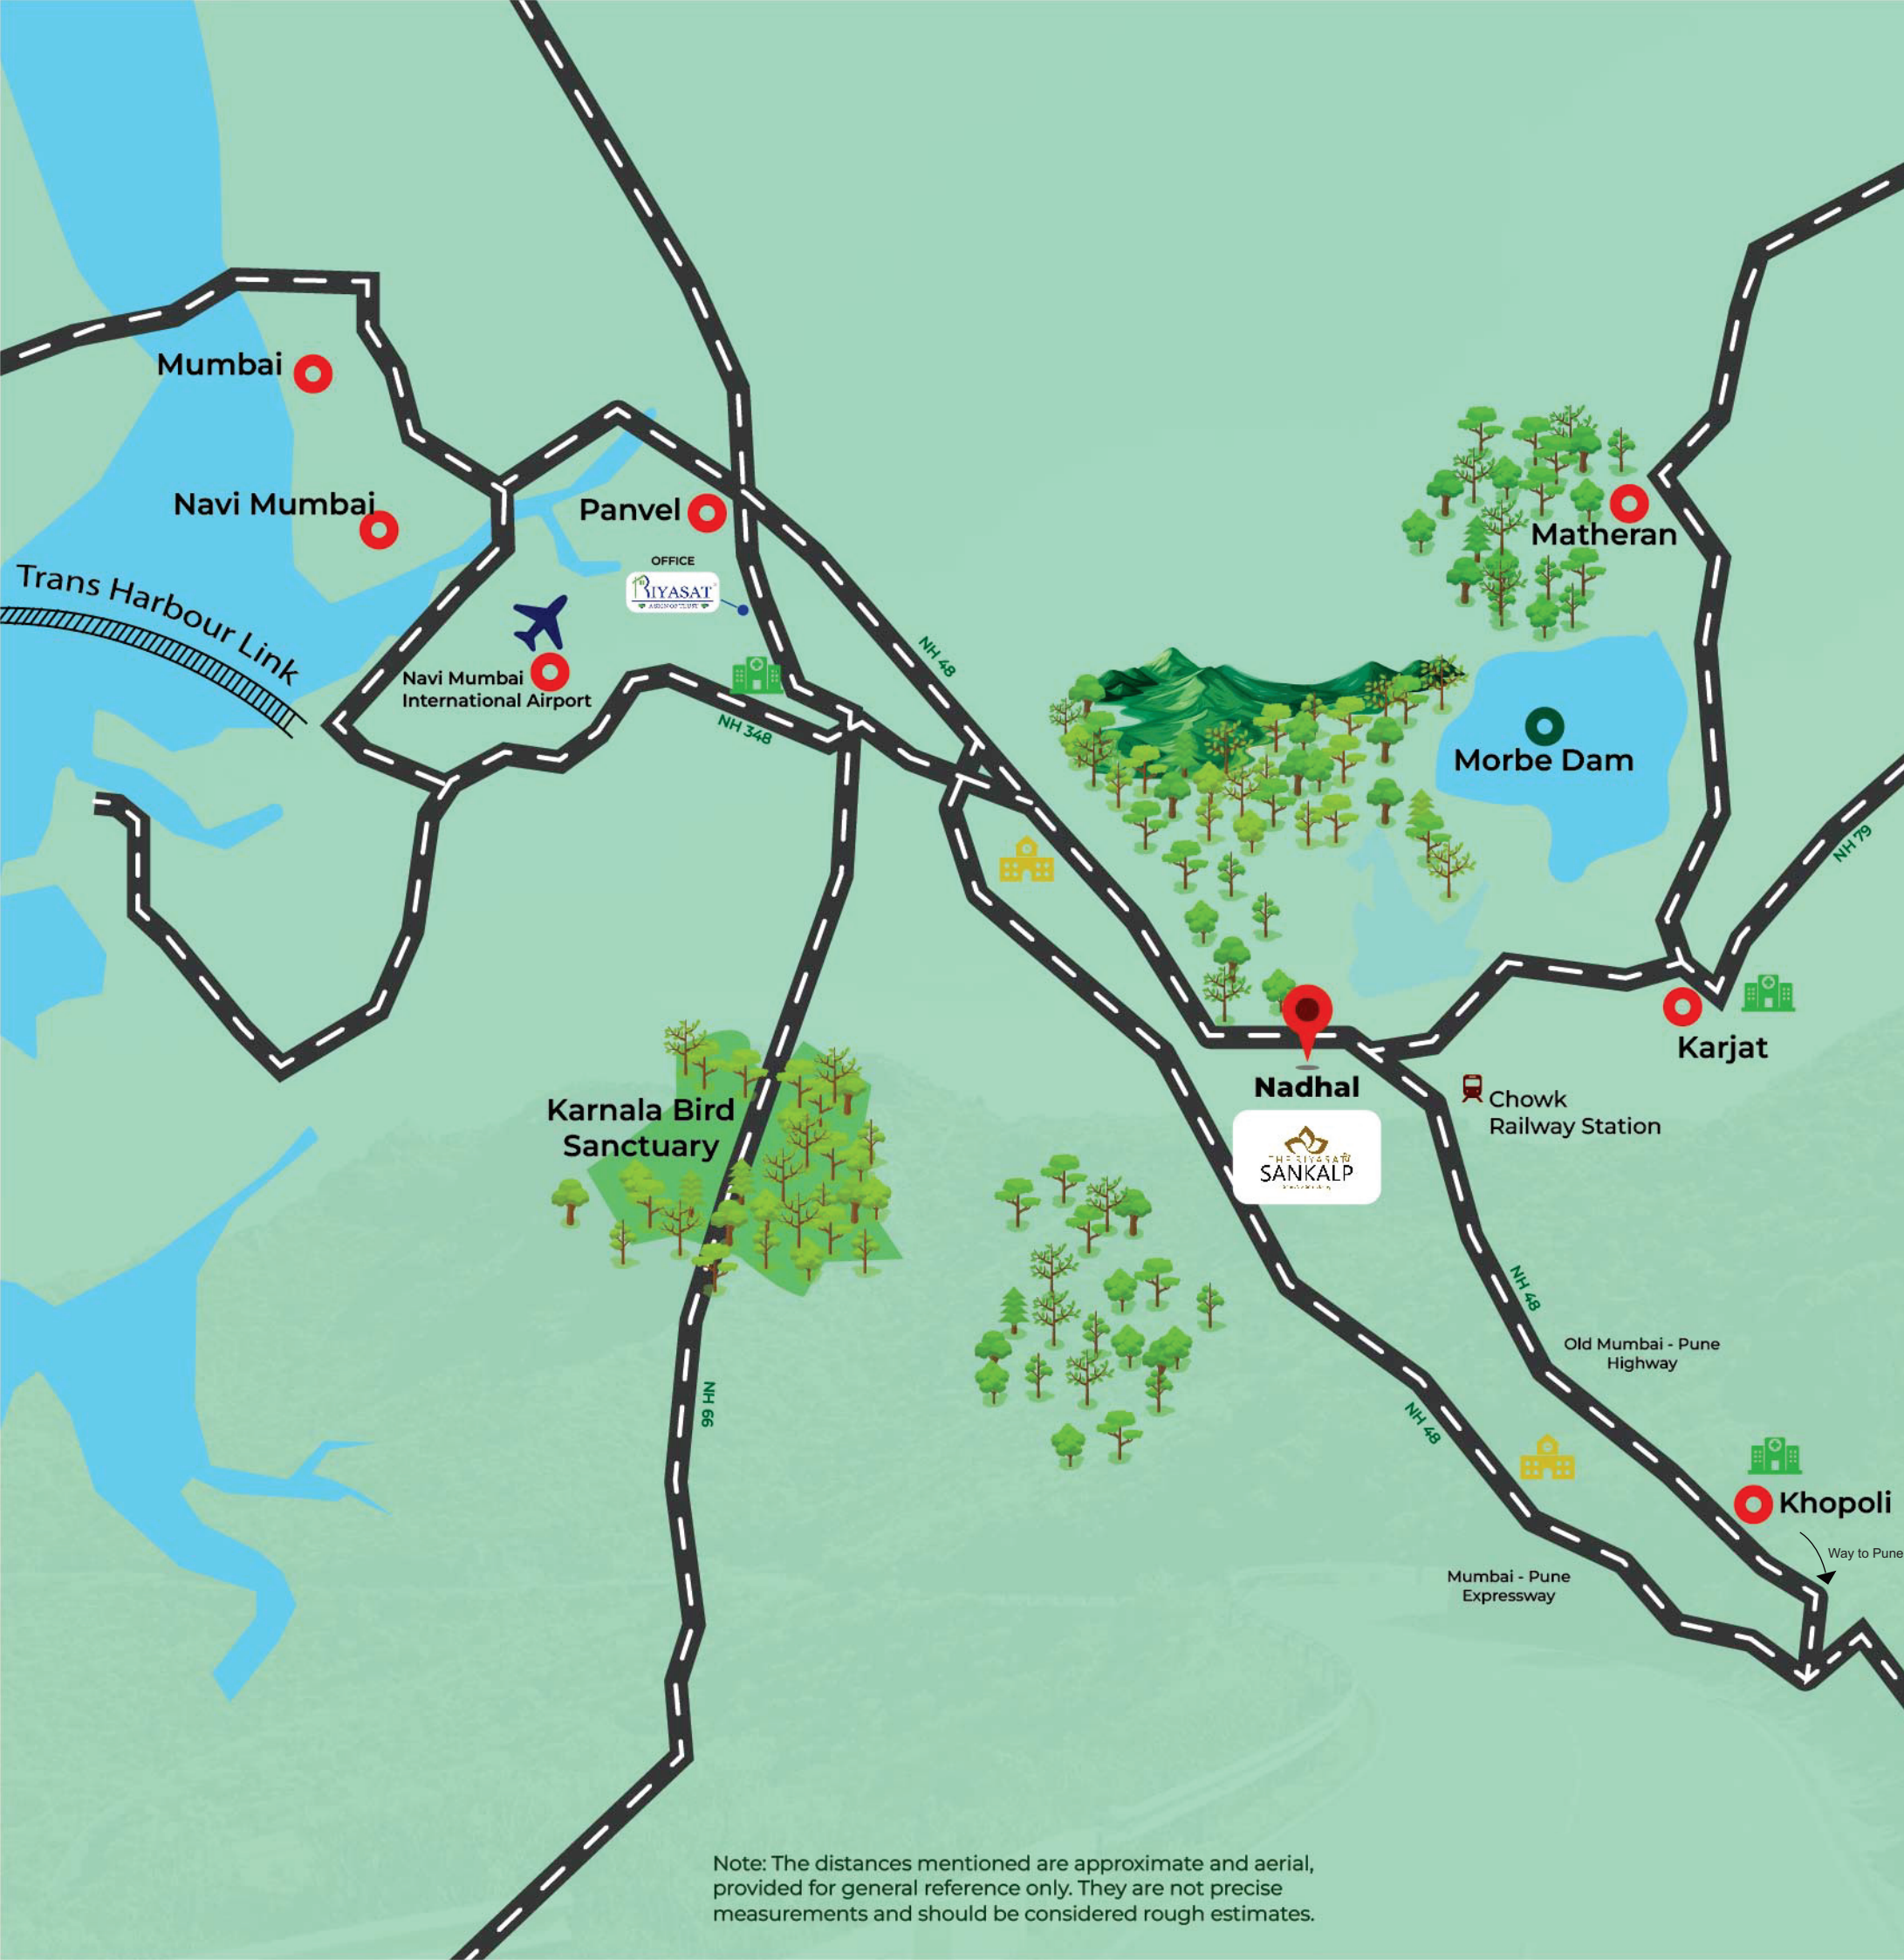 Mumbai
Navi Mumbai
Trans Harbour Link
Panvel
OFFICE
RIYASAT
Navi Mumbai
International Airport
NH 348
NH 48
Matheran
Morbe Dam
NH 79
Karjat
Nadhal
THE RIYASAT
SANKALP
Chowk
Railway Station
Karnala Bird
Sanctuary
NH 66
NH 48
Old Mumbai - Pune
Highway
NH 48
Khopoli
Way to Pune
Mumbai - Pune
Expressway
Note: The distances mentioned are approximate and aerial,
provided for general reference only. They are not precise
measurements and should be considered rough estimates.